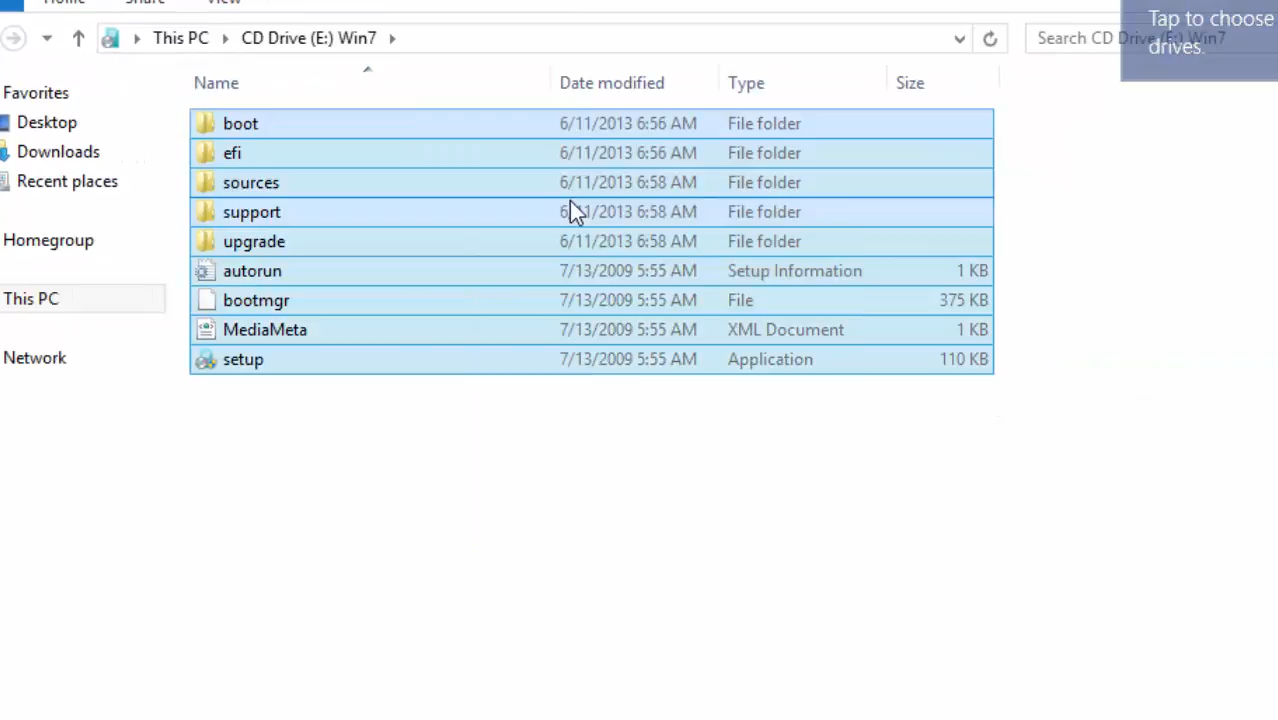 Home Share View
Tap to choose
drives.
This PC CD Drive (E:) Win7 Search CD Drive (E:) Win7
Name Date modified Type Size
Favorites
Desktop
Downloads
Recent places
Homegroup
This PC
Network
boot 6/11/2013 6:56 AM File folder
efi 6/11/2013 6:56 AM File folder
sources 6/11/2013 6:58 AM File folder
support 6/11/2013 6:58 AM File folder
upgrade 6/11/2013 6:58 AM File folder
autorun 7/13/2009 5:55 AM Setup Information 1 KB
bootmgr 7/13/2009 5:55 AM File 375 KB
MediaMeta 7/13/2009 5:55 AM XML Document 1 KB
setup 7/13/2009 5:55 AM Application 110 KB